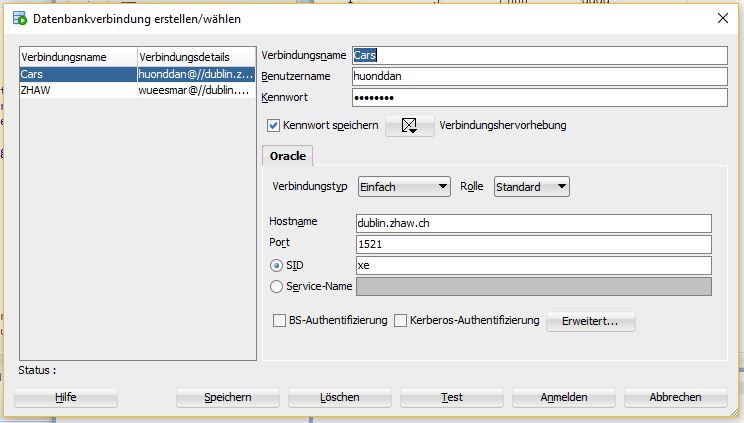 Datenbankverbindung erstellen/wählen
Verbindungsname Verbindungsdetails
Cars huonddan@//dublin.z...
ZHAW wueesmar@//dublin....
Verbindungsname Cars
Benutzername huonddan
Kennwort ••••••••
Kennwort speichern Verbindungshervorhebung
Oracle
Verbindungstyp Einfach Rolle Standard
Hostname dublin.zhaw.ch
Port 1521
SID xe
Service-Name
BS-Authentifizierung Kerberos-Authentifizierung Erweitert...
Status :
Hilfe Speichern Löschen Test Anmelden Abbrechen